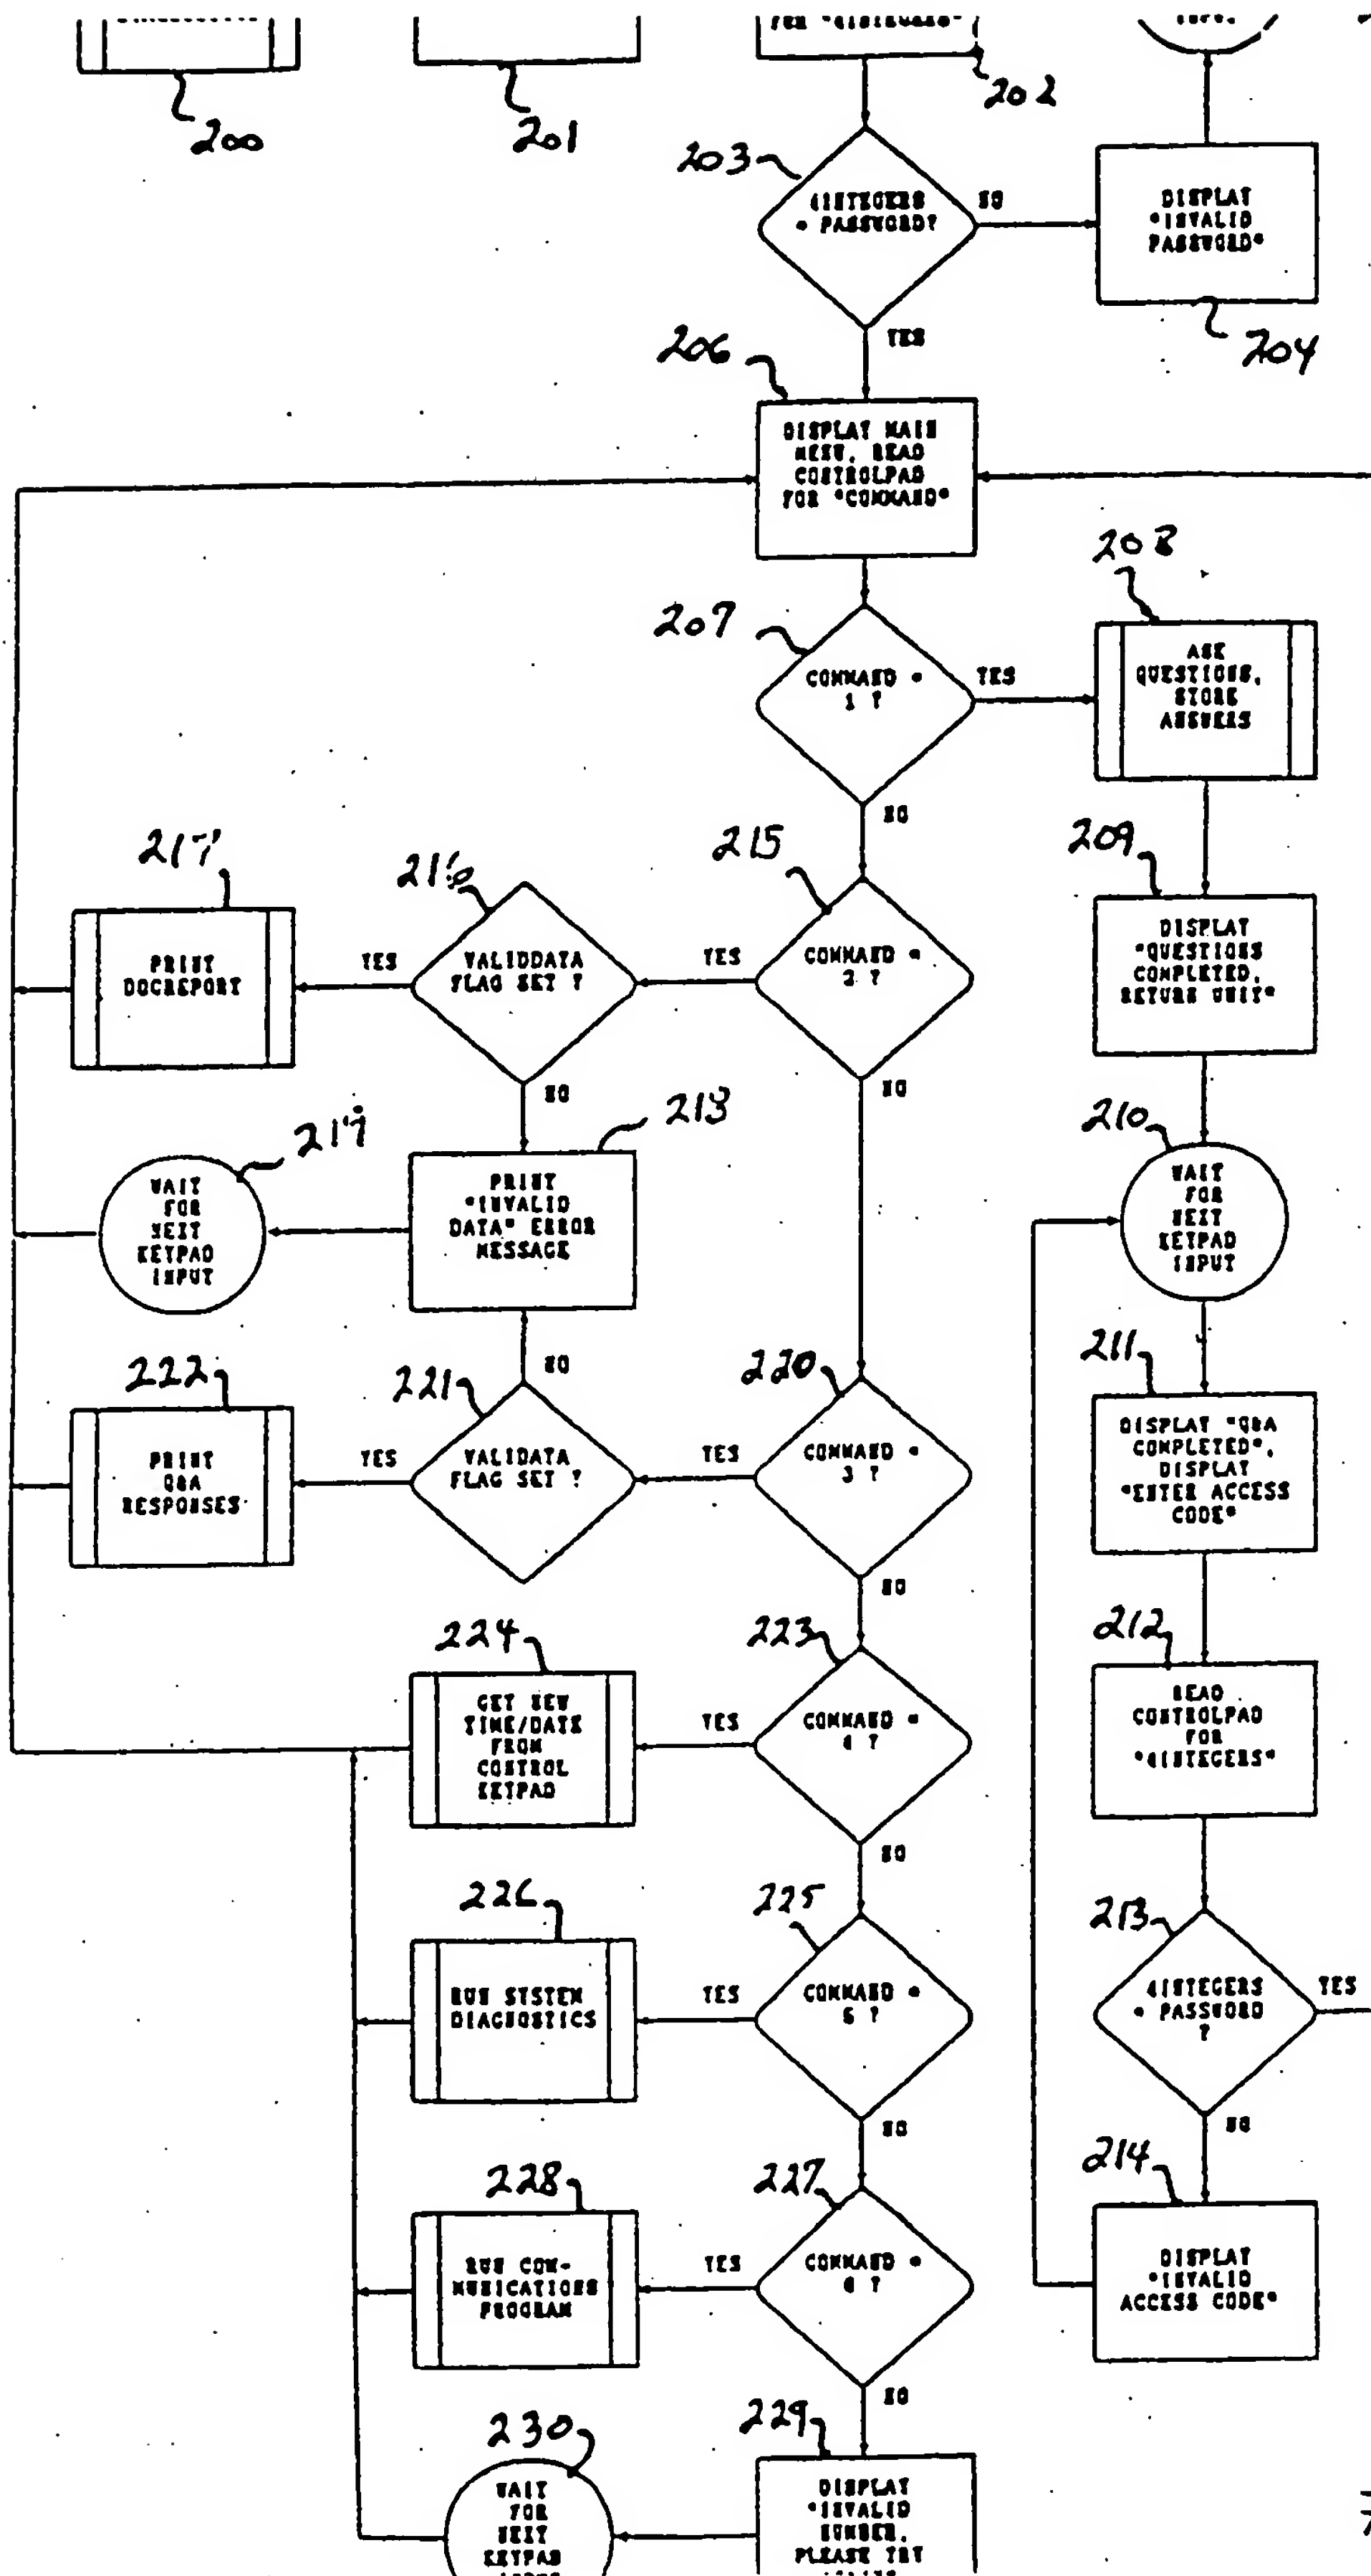 FOR "4INTEGERS"
200
201
202
203
4INTEGERS
= PASSWORD?
NO
DISPLAY
"INVALID
PASSWORD"
204
YES
206
DISPLAY MAIN
MENU, READ
CONTROLPAD
FOR "COMMAND"
207
COMMAND =
1 ?
YES
208
ASK
QUESTIONS,
STORE
ANSWERS
NO
209
DISPLAY
"QUESTIONS
COMPLETED,
RETURN UNIT"
215
COMMAND =
2 ?
YES
216
VALIDDATA
FLAG SET ?
YES
217
PRINT
DOCREPORT
NO
NO
218
PRINT
"INVALID
DATA" ERROR
MESSAGE
219
WAIT
FOR
NEXT
KEYPAD
INPUT
210
WAIT
FOR
NEXT
KEYPAD
INPUT
NO
220
COMMAND =
3 ?
YES
221
VALIDATA
FLAG SET ?
YES
222
PRINT
Q&A
RESPONSES
211
DISPLAY "Q&A
COMPLETED",
DISPLAY
"ENTER ACCESS
CODE"
NO
223
COMMAND =
4 ?
YES
224
GET NEW
TIME/DATE
FROM
CONTROL
KEYPAD
212
READ
CONTROLPAD
FOR
"4INTEGERS"
NO
225
COMMAND =
5 ?
YES
226
RUN SYSTEM
DIAGNOSTICS
213
4INTEGERS
= PASSWORD
?
YES
NO
NO
227
COMMAND =
6 ?
YES
228
RUN COM-
MUNICATIONS
PROGRAM
214
DISPLAY
"INVALID
ACCESS CODE"
NO
229
DISPLAY
"INVALID
NUMBER,
PLEASE TRY
230
WAIT
FOR
NEXT
KEYPAD